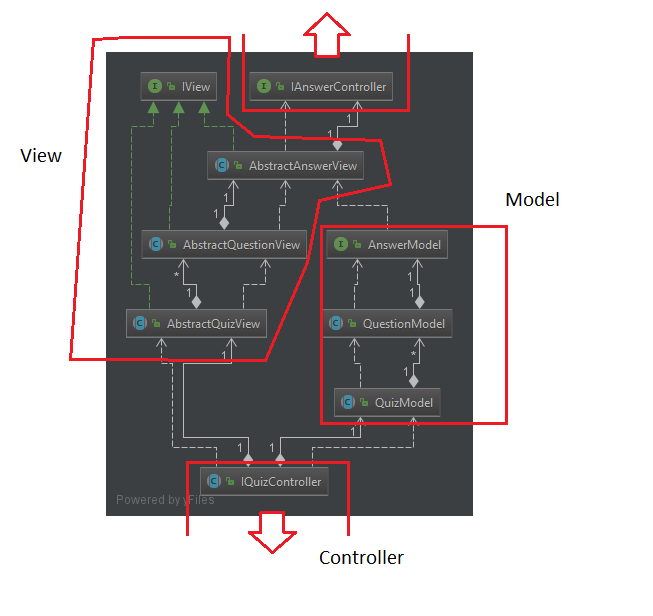 IView
IAnswerController
1
1
View
AbstractAnswerView
Model
1
1
AbstractQuestionView
AnswerModel
*
1
1
1
AbstractQuizView
QuestionModel
1
*
1
QuizModel
1
1
1
IQuizController
Powered by yFiles
Controller